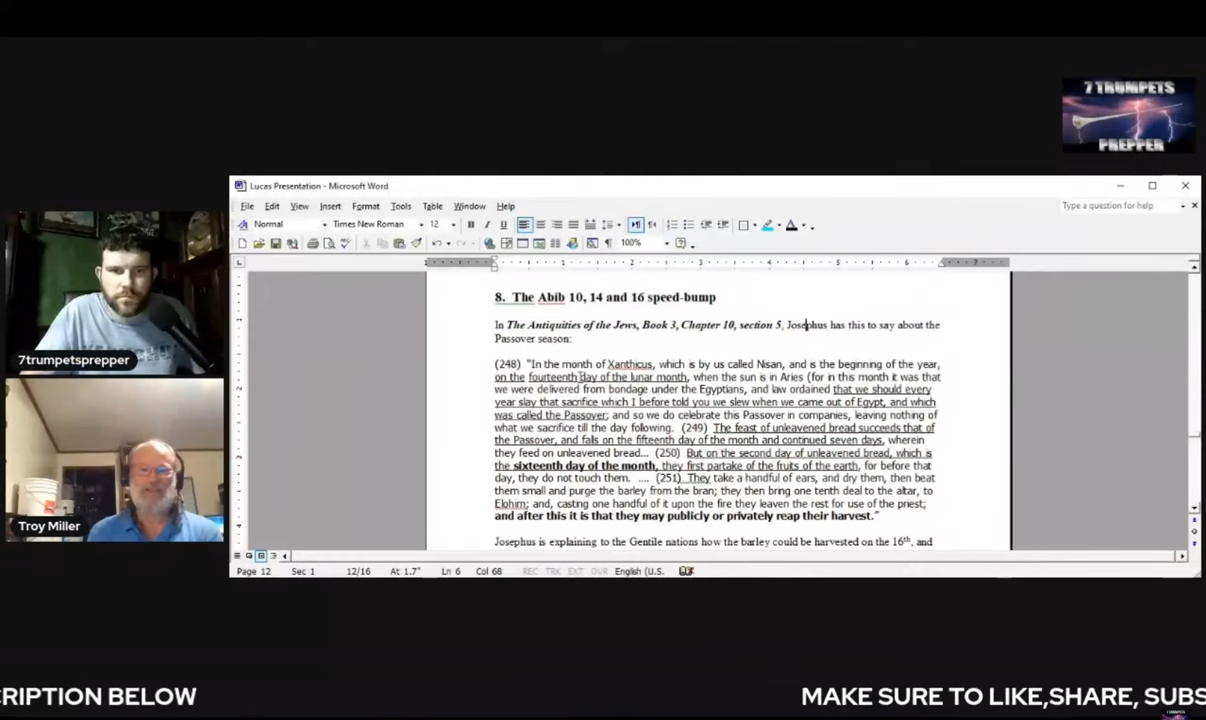 7 TRUMPETS
PREPPER
Lucas Presentation - Microsoft Word
File Edit View Insert Format Tools Table Window Help
Type a question for help
Normal Times New Roman 12 B I U
100%
1 1 2 3 4 5 6 7
8. The Abib 10, 14 and 16 speed-bump
In The Antiquities of the Jews, Book 3, Chapter 10, section 5, Josephus has this to say about the
Passover season:
(248) "In the month of Xanthicus, which is by us called Nisan, and is the beginning of the year,
on the fourteenth day of the lunar month, when the sun is in Aries (for in this month it was that
we were delivered from bondage under the Egyptians, and law ordained that we should every
year slay that sacrifice which I before told you we slew when we came out of Egypt, and which
was called the Passover; and so we do celebrate this Passover in companies, leaving nothing of
what we sacrifice till the day following. (249) The feast of unleavened bread succeeds that of
the Passover, and falls on the fifteenth day of the month and continued seven days, wherein
they feed on unleavened bread... (250) But on the second day of unleavened bread, which is
the sixteenth day of the month, they first partake of the fruits of the earth, for before that
day, they do not touch them. .... (251) They take a handful of ears, and dry them, then beat
them small and purge the barley from the bran; they then bring one tenth deal to the altar, to
Elohim; and, casting one handful of it upon the fire they leaven the rest for use of the priest;
and after this it is that they may publicly or privately reap their harvest."
Josephus is explaining to the Gentile nations how the barley could be harvested on the 16th, and
Page 12 Sec 1 12/16 At 1.7" Ln 6 Col 68 REC TRK EXT OVR English (U.S.
7trumpetsprepper
Troy Miller
CRIPTION BELOW
MAKE SURE TO LIKE,SHARE, SUBS